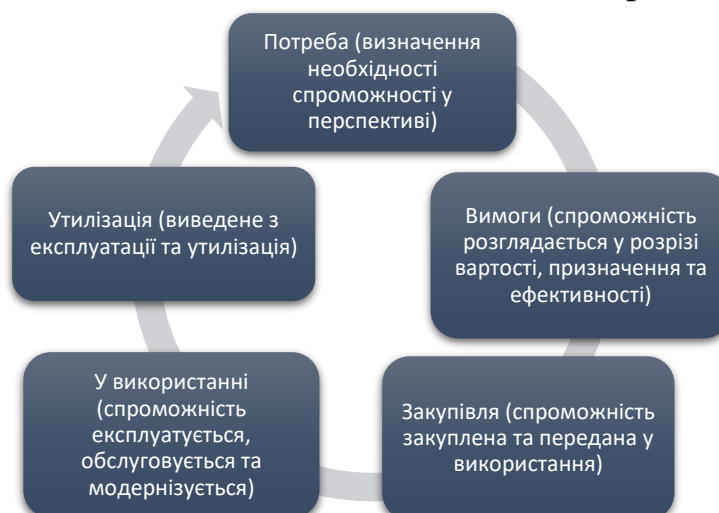 Потреба (визначення
необхідності
спроможності у
перспективі)
Вимоги (спроможність
розглядається у розрізі
вартості, призначення та
ефективності)
Закупівля (спроможність
закуплена та передана у
використання)
У використанні
(спроможність
експлуатується,
обслуговується та
модернізується)
Утилізація (виведене з
експлуатації та утилізація)